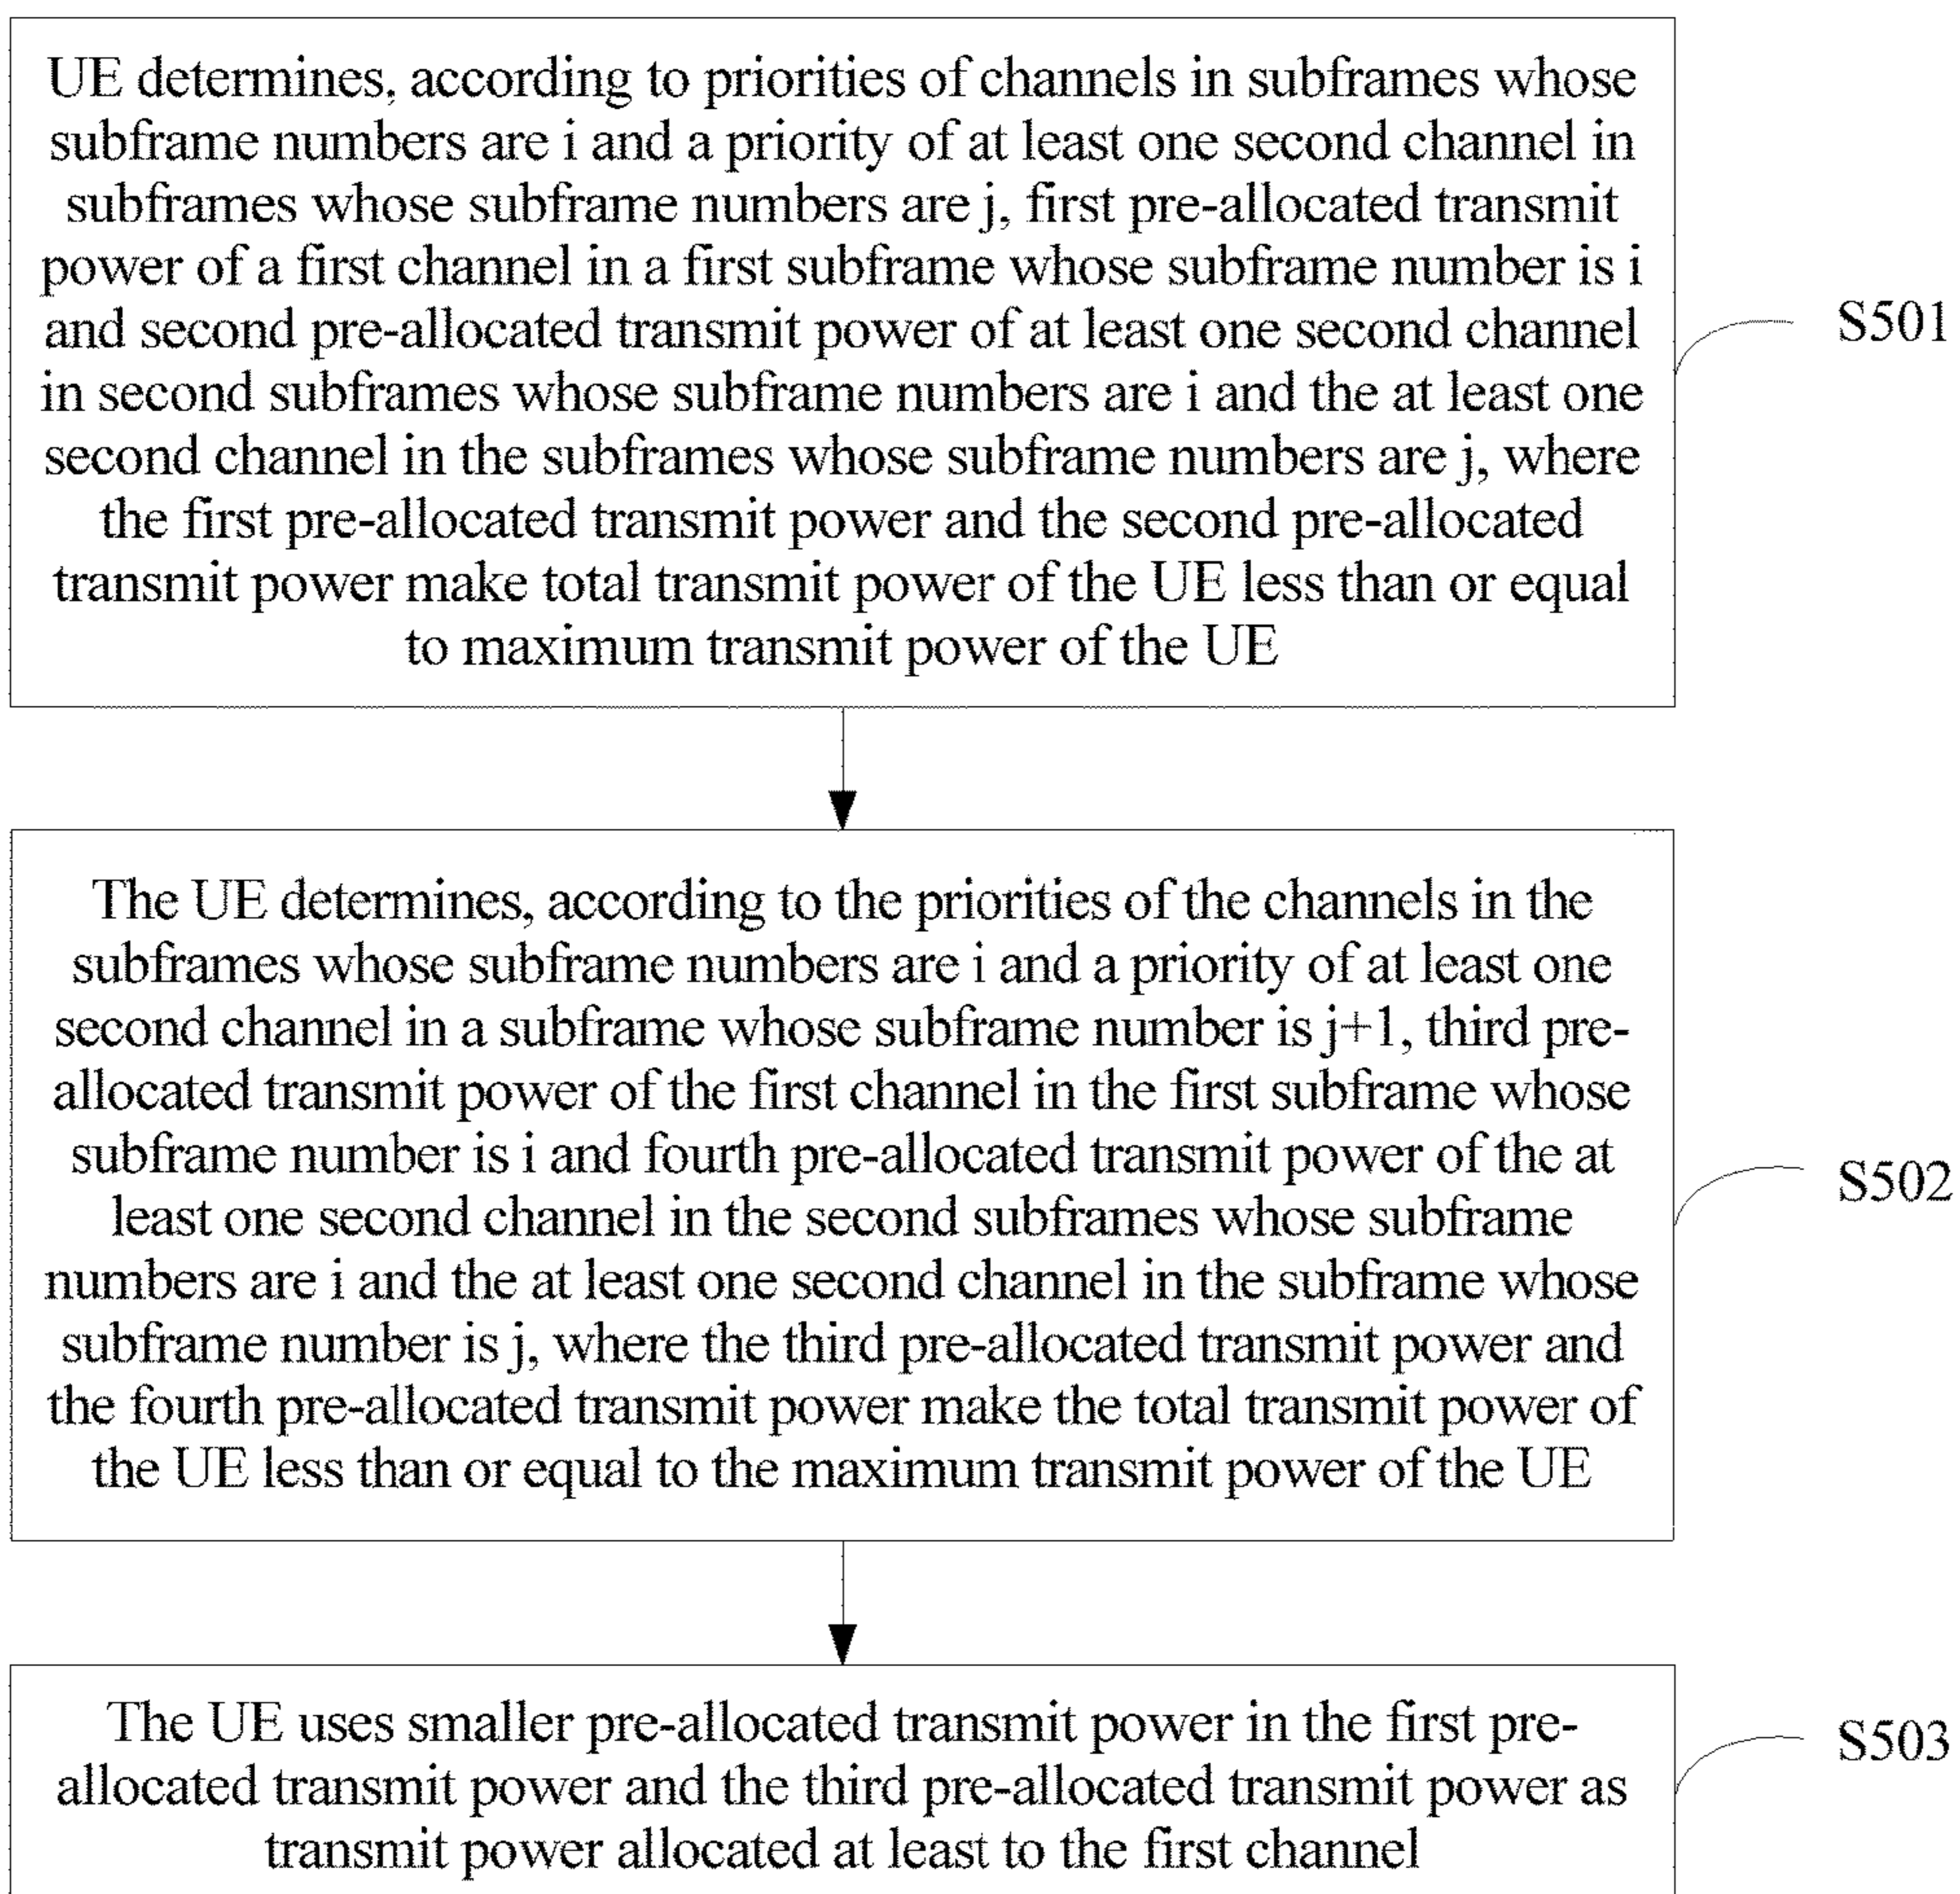 UE determines, according to priorities of channels in subframes whose
subframe numbers are i and a priority of at least one second channel in
subframes whose subframe numbers are j, first pre-allocated transmit
power of a first channel in a first subframe whose subframe number is i
and second pre-allocated transmit power of at least one second channel
in second subframes whose subframe numbers are i and the at least one
second channel in the subframes whose subframe numbers are j, where
the first pre-allocated transmit power and the second pre-allocated
transmit power make total transmit power of the UE less than or equal
to maximum transmit power of the UE
S501
The UE determines, according to the priorities of the channels in the
subframes whose subframe numbers are i and a priority of at least one
second channel in a subframe whose subframe number is j+1, third pre-
allocated transmit power of the first channel in the first subframe whose
subframe number is i and fourth pre-allocated transmit power of the at
least one second channel in the second subframes whose subframe
numbers are i and the at least one second channel in the subframe whose
subframe number is j, where the third pre-allocated transmit power and
the fourth pre-allocated transmit power make the total transmit power of
the UE less than or equal to the maximum transmit power of the UE
S502
The UE uses smaller pre-allocated transmit power in the first pre-
allocated transmit power and the third pre-allocated transmit power as
transmit power allocated at least to the first channel
S503